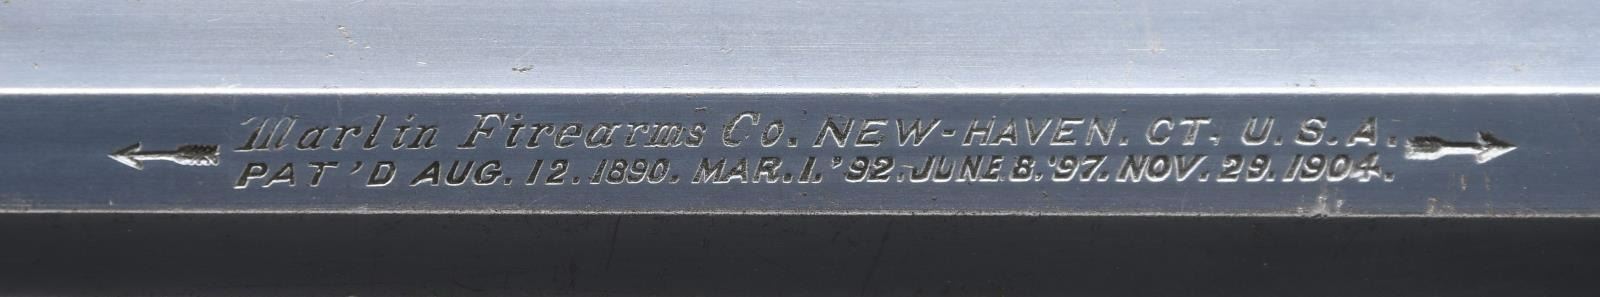 Marlin Firearms Co. NEW-HAVEN. CT. U.S.A.
PAT'D AUG. 12. 1890. MAR. 1. '92. JUNE 8. '97. NOV. 29. 1904.